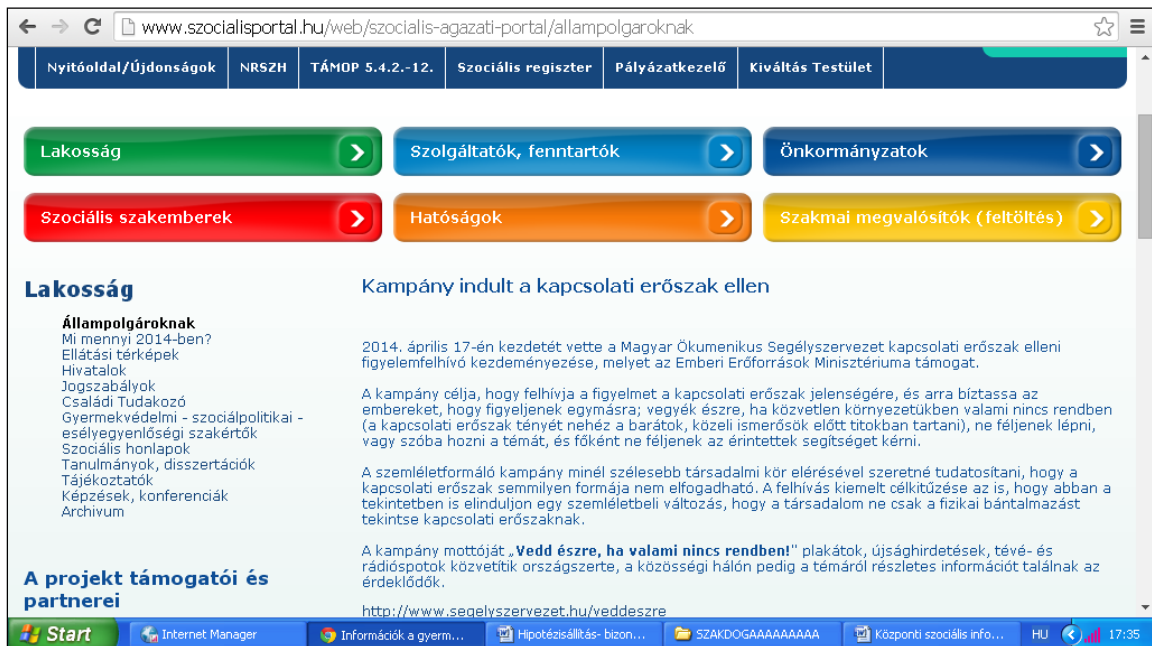 www.szocialisportal.hu/web/szocialis-agazati-portal/allampolgaroknak
Nyitóoldal/Újdonságok NRSZH TÁMOP 5.4.2.-12. Szociális regiszter Pályázatkezelő Kiváltás Testület
Lakosság Szolgáltatók, fenntartók Önkormányzatok
Szociális szakemberek Hatóságok Szakmai megvalósítók (feltöltés)
Lakosság
Állampolgároknak
Mi mennyi 2014-ben?
Ellátási térképek
Hivatalok
Jogszabályok
Családi Tudakozó
Gyermekvédelmi - szociálpolitikai -
esélyegyenlőségi szakértők
Szociális honlapok
Tanulmányok, disszertációk
Tájékoztatók
Képzések, konferenciák
Archivum
A projekt támogatói és
partnerei
Kampány indult a kapcsolati erőszak ellen
2014. április 17-én kezdetét vette a Magyar Ökumenikus Segélyszervezet kapcsolati erőszak elleni
figyelemfelhívó kezdeményezése, melyet az Emberi Erőforrások Minisztériuma támogat.
A kampány célja, hogy felhívja a figyelmet a kapcsolati erőszak jelenségére, és arra bíztassa az
embereket, hogy figyeljenek egymásra; vegyék észre, ha közvetlen környezetükben valami nincs rendben
(a kapcsolati erőszak tényét nehéz a barátok, közeli ismerősök előtt titokban tartani), ne féljenek lépni,
vagy szóba hozni a témát, és főként ne féljenek az érintettek segítséget kérni.
A szemléletformáló kampány minél szélesebb társadalmi kör elérésével szeretné tudatosítani, hogy a
kapcsolati erőszak semmilyen formája nem elfogadható. A felhívás kiemelt célkitűzése az is, hogy abban a
tekintetben is elinduljon egy szemléletbeli változás, hogy a társadalom ne csak a fizikai bántalmazást
tekintse kapcsolati erőszaknak.
A kampány mottóját „Vedd észre, ha valami nincs rendben!" plakátok, újsághirdetések, tévé- és
rádióspotok közvetítik országszerte, a közösségi hálón pedig a témáról részletes információt találnak az
érdeklődők.
http://www.segelyszervezet.hu/veddeszre
Start Internet Manager Információk a gyerm... Hipotézisállítás- bizon... SZAKDOGAAAAAAAAA Központi szociális info... HU 17:35